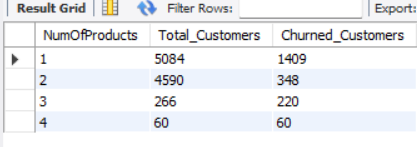 Result Grid Filter Rows: Export:
NumOfProducts Total_Customers Churned_Customers
1 5084 1409
2 4590 348
3 266 220
4 60 60